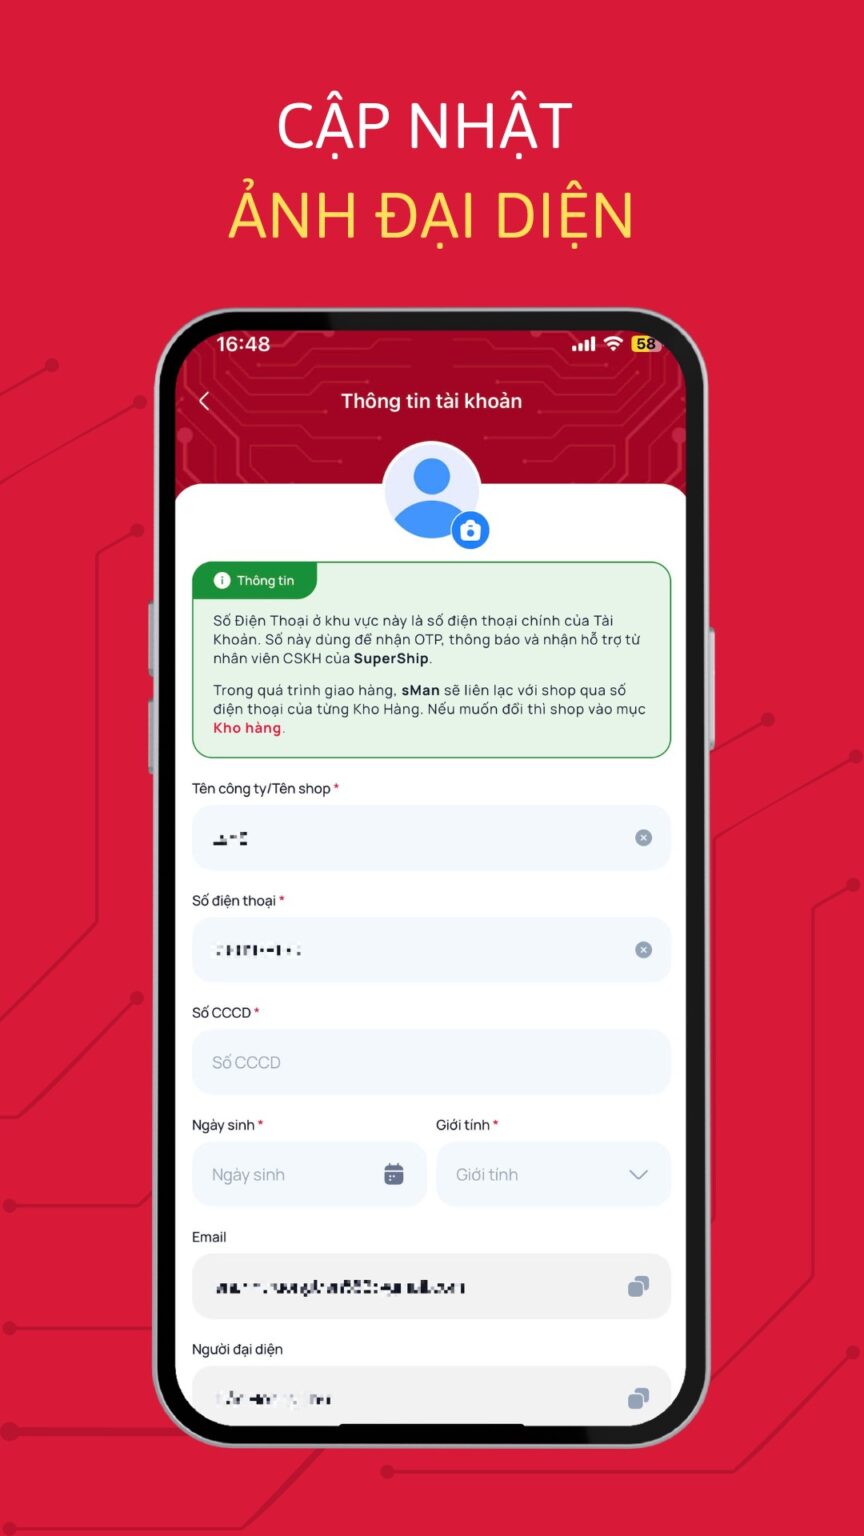 CẬP NHẬT
ẢNH ĐẠI DIỆN
16:48
58
Thông tin tài khoản
Thông tin
Số Điện Thoại ở khu vực này là số điện thoại chính của Tài
Khoản. Số này dùng để nhận OTP, thông báo và nhận hỗ trợ từ
nhân viên CSKH của SuperShip.
Trong quá trình giao hàng, sMan sẽ liên lạc với shop qua số
điện thoại của từng Kho Hàng. Nếu muốn đổi thì shop vào mục
Kho hàng.
Tên công ty/Tên shop *
Số điện thoại *
Số CCCD *
Số CCCD
Ngày sinh * Giới tính *
Ngày sinh Giới tính
Email
Người đại diện